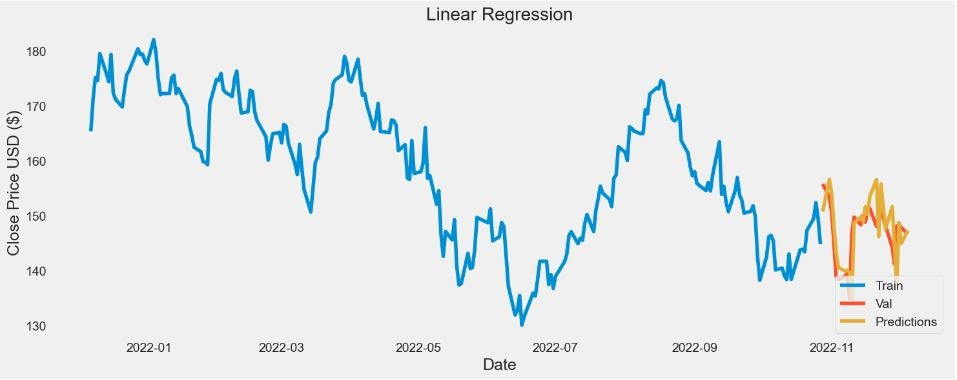 Linear Regression
Close Price USD ($)
180
170
160
150
140
130
2022-01 2022-03 2022-05 2022-07 2022-09 2022-11
Date
Train
Val
Predictions